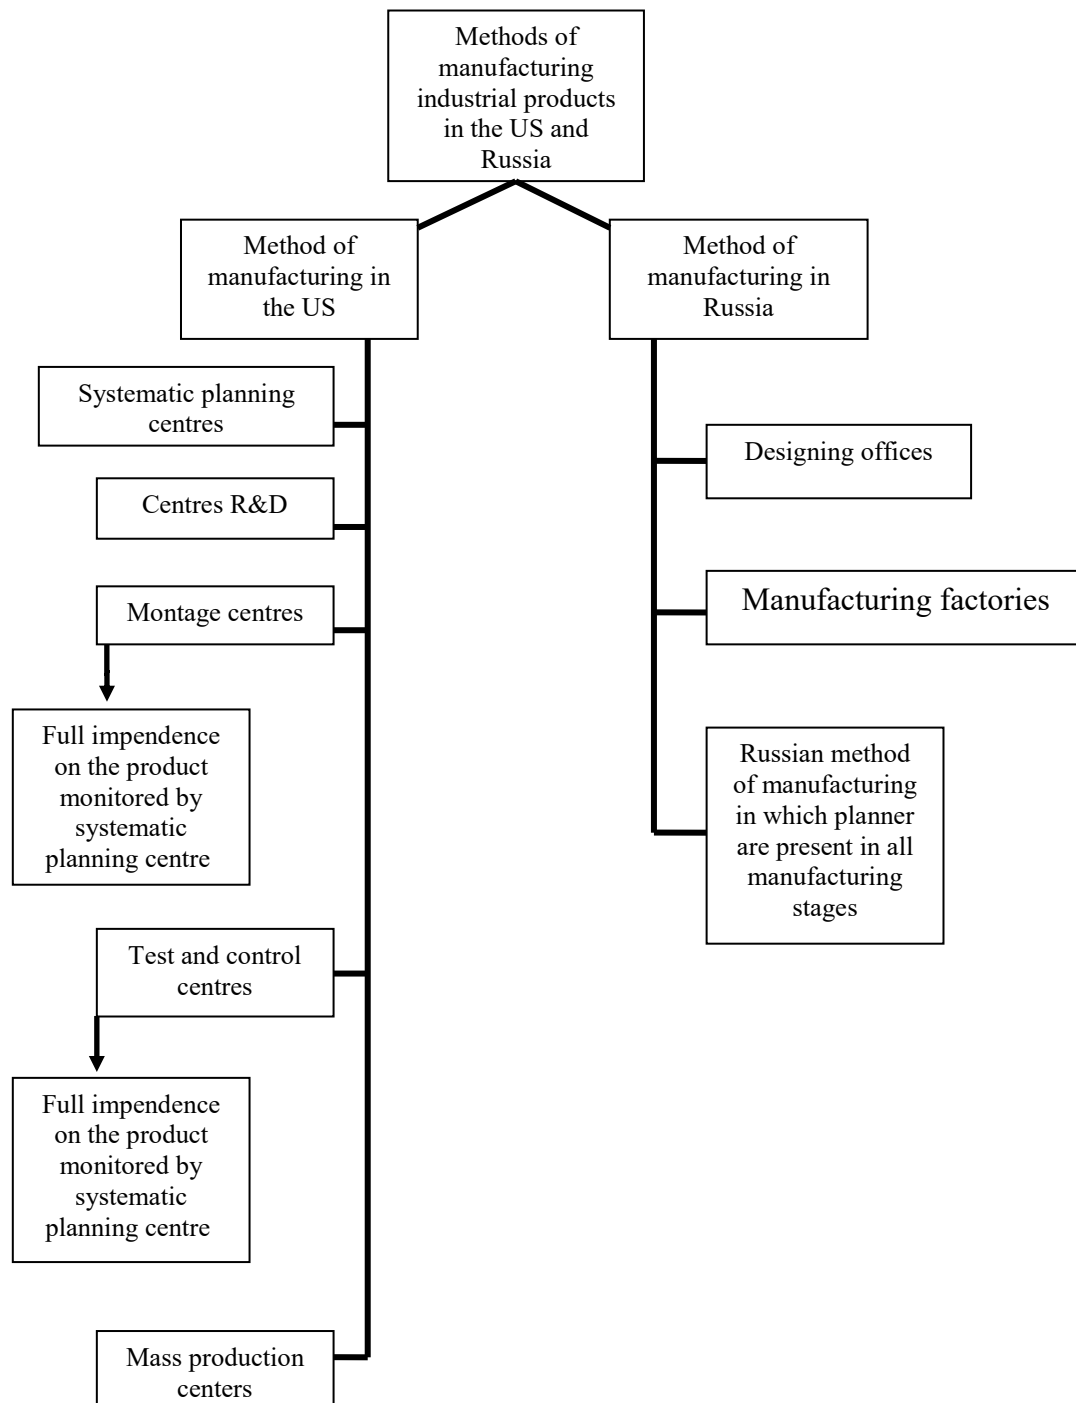 Methods of
manufacturing
industrial products
in the US and
Russia
Method of
manufacturing in
the US
Method of
manufacturing in
Russia
Systematic planning
centres
Designing offices
Centres R&D
Manufacturing factories
Montage centres
Full impendence
on the product
monitored by
systematic
planning centre
Russian method
of manufacturing
in which planner
are present in all
manufacturing
stages
Test and control
centres
Full impendence
on the product
monitored by
systematic
planning centre
Mass production
centers